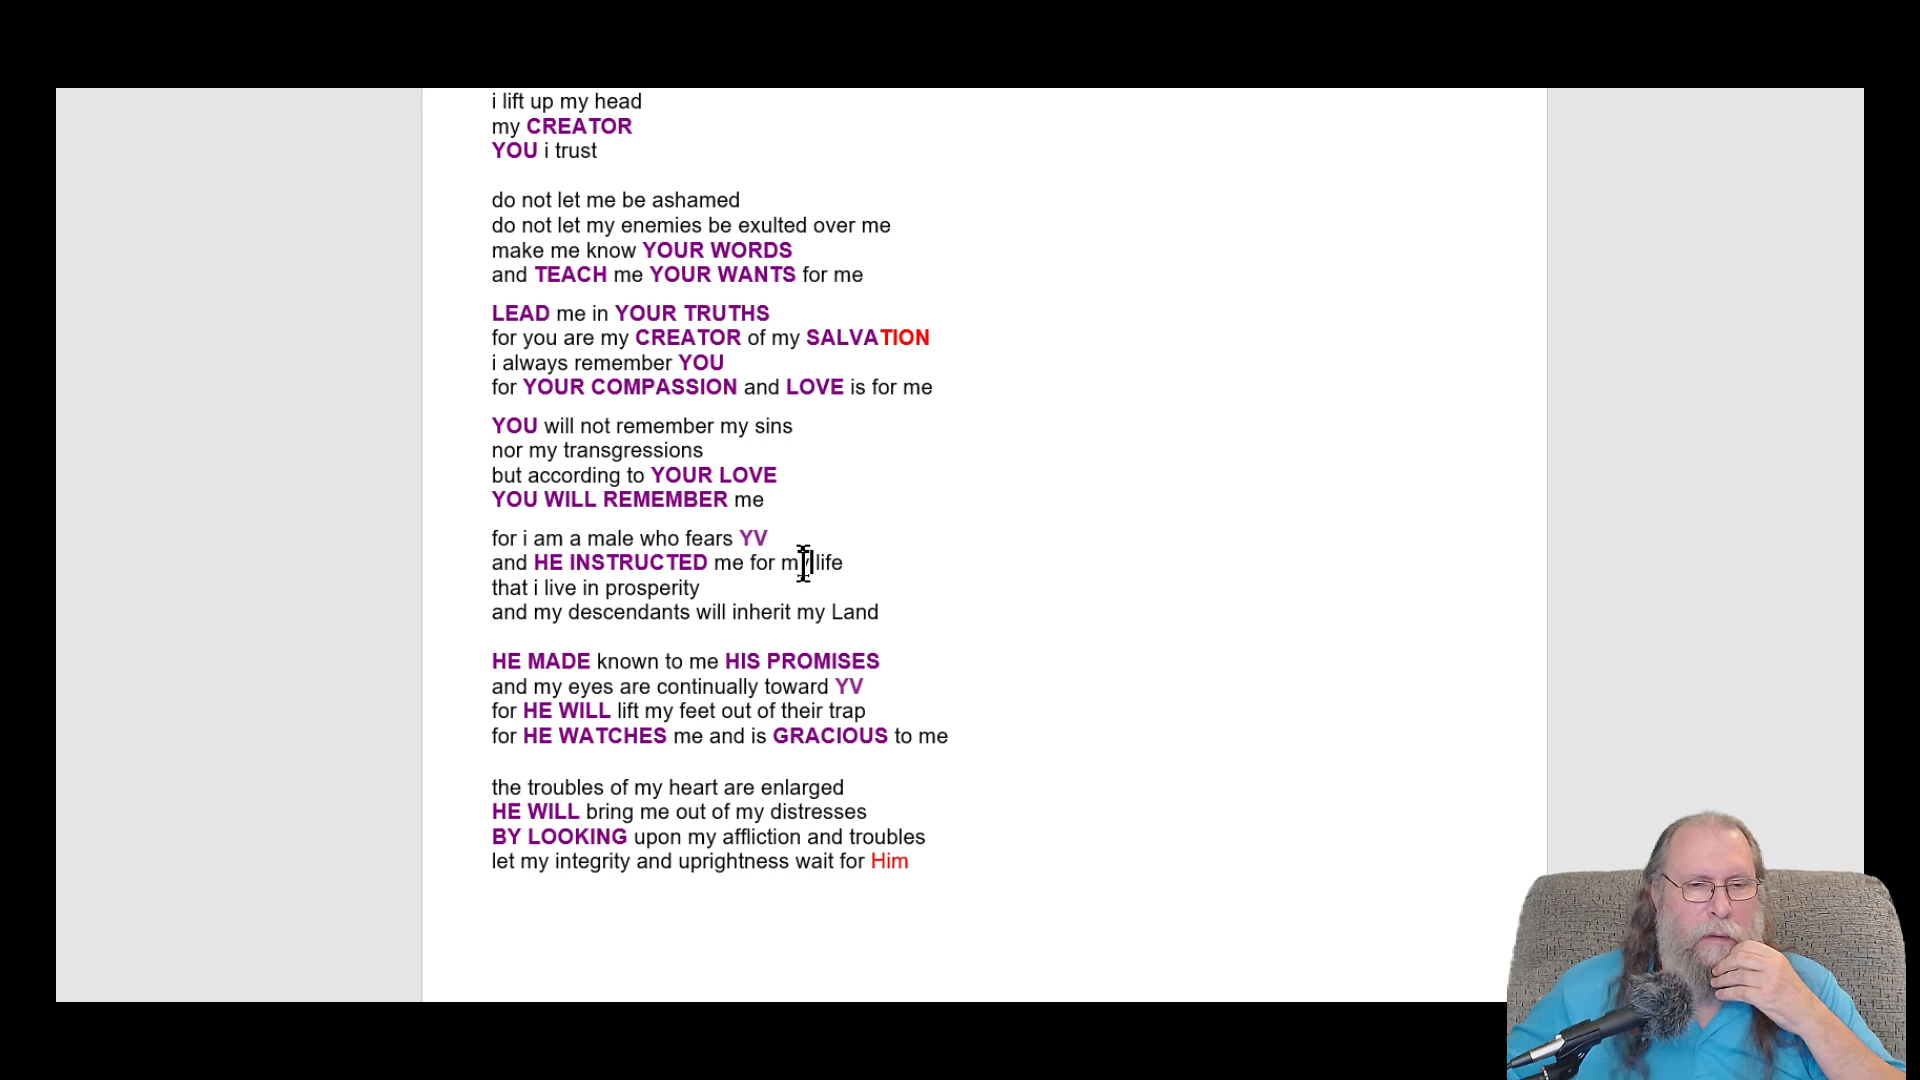 i lift up my head
my CREATOR
YOU i trust
do not let me be ashamed
do not let my enemies be exulted over me
make me know YOUR WORDS
and TEACH me YOUR WANTS for me
LEAD me in YOUR TRUTHS
for you are my CREATOR of my SALVATION
i always remember YOU
for YOUR COMPASSION and LOVE is for me
YOU will not remember my sins
nor my transgressions
but according to YOUR LOVE
YOU WILL REMEMBER me
for i am a male who fears YV
and HE INSTRUCTED me for my life
that i live in prosperity
and my descendants will inherit my Land
HE MADE known to me HIS PROMISES
and my eyes are continually toward YV
for HE WILL lift my feet out of their trap
for HE WATCHES me and is GRACIOUS to me
the troubles of my heart are enlarged
HE WILL bring me out of my distresses
BY LOOKING upon my affliction and troubles
let my integrity and uprightness wait for Him